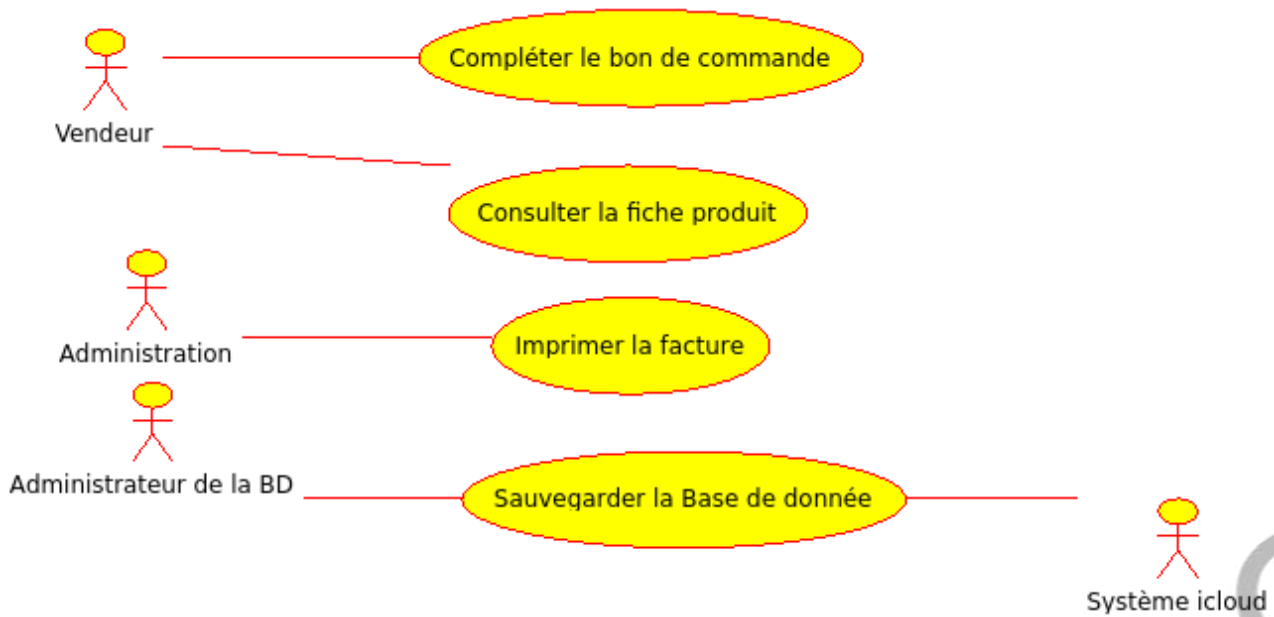 Compléter le bon de commande
Vendeur
Consulter la fiche produit
Imprimer la facture
Administration
Administrateur de la BD
Sauvegarder la Base de donnée
Système icloud